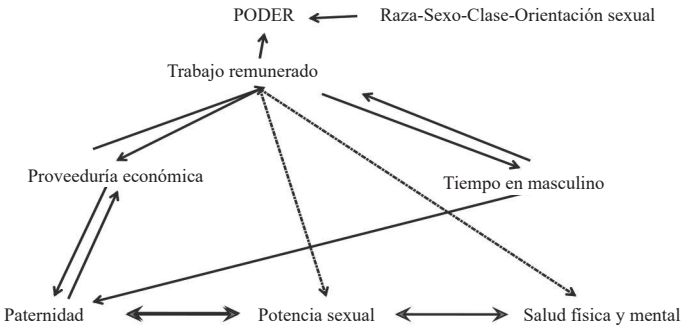 PODER
Raza-Sexo-Clase-Orientación sexual
Trabajo remunerado
Proveeduría económica
Tiempo en masculino
Paternidad
Potencia sexual
Salud física y mental